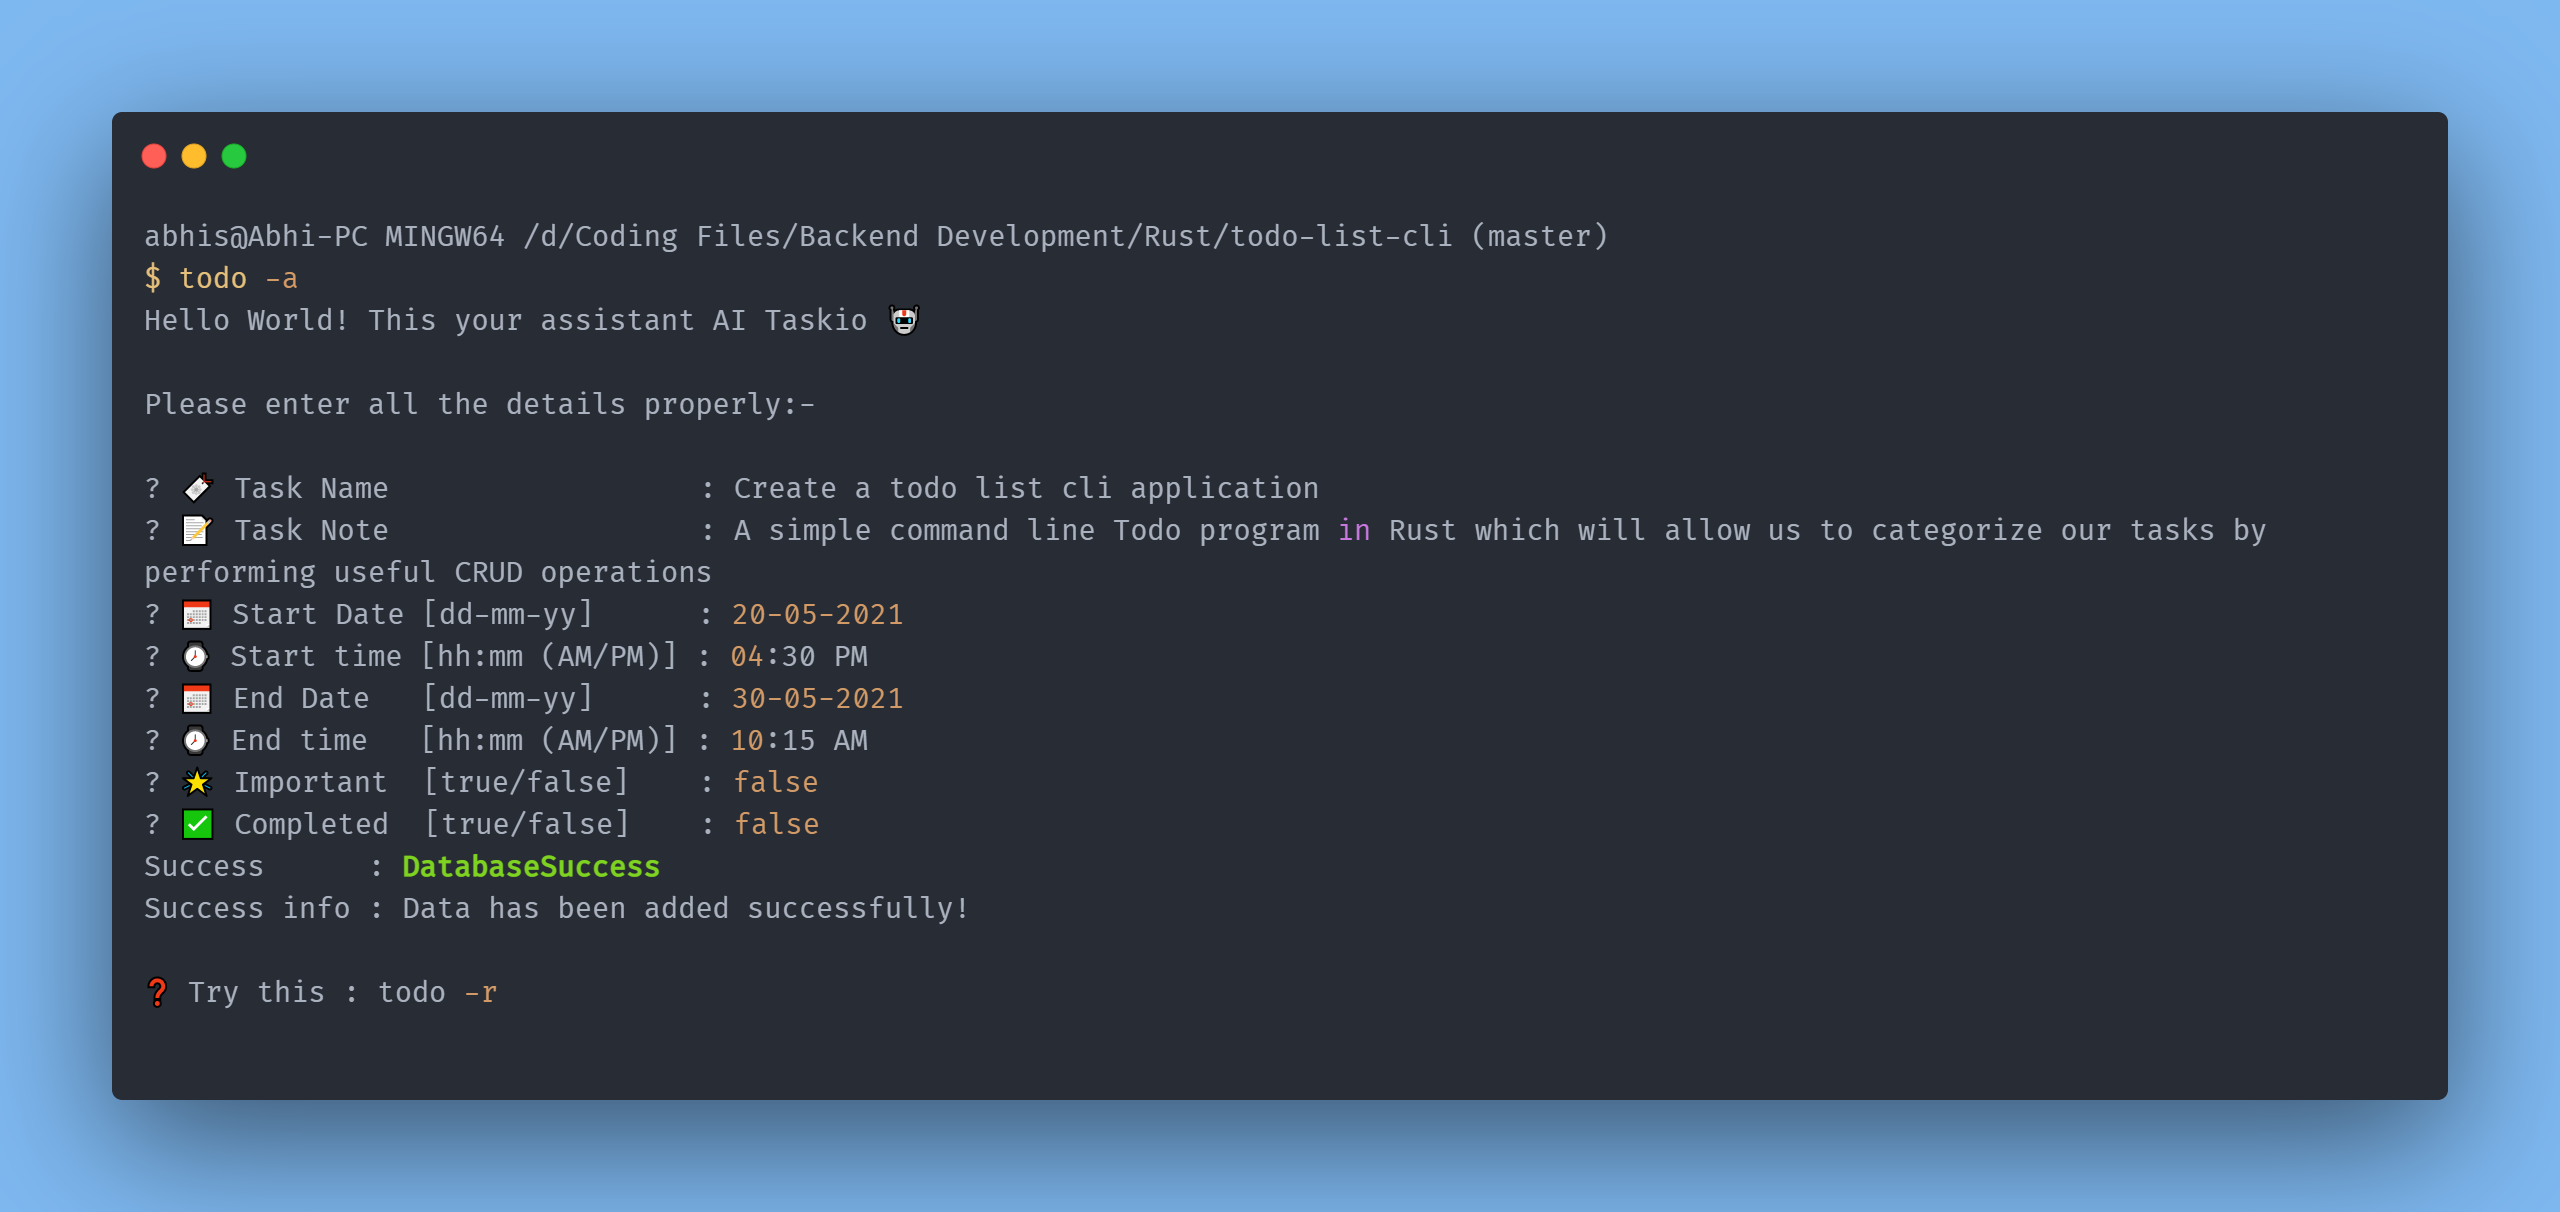 abhis@Abhi-PC MINGW64 /d/Coding Files/Backend Development/Rust/todo-list-cli (master)
$ todo -a
Hello World! This your assistant AI Taskio 🤖
Please enter all the details properly:-
? 🏷️ Task Name : Create a todo list cli application
? 📝 Task Note : A simple command line Todo program in Rust which will allow us to categorize our tasks by
performing useful CRUD operations
? 📅 Start Date [dd-mm-yy] : 20-05-2021
? ⌚ Start time [hh:mm (AM/PM)] : 04:30 PM
? 📅 End Date [dd-mm-yy] : 30-05-2021
? ⌚ End time [hh:mm (AM/PM)] : 10:15 AM
? 🌟 Important [true/false] : false
? ✅ Completed [true/false] : false
Success : DatabaseSuccess
Success info : Data has been added successfully!
❓ Try this : todo -r